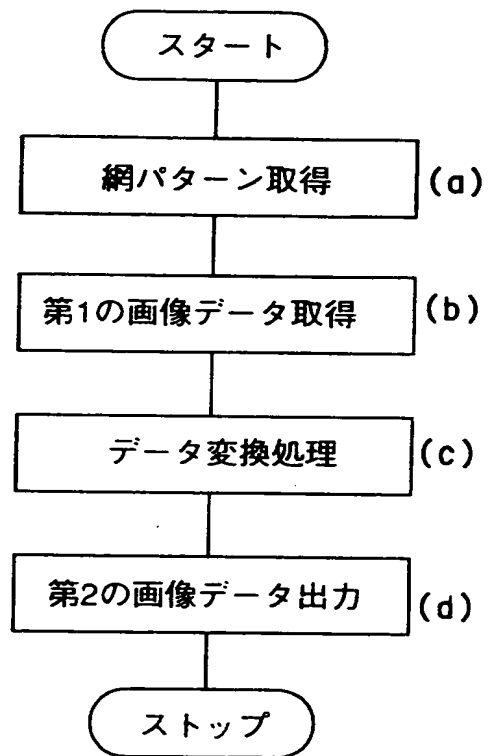 スタート
網パターン取得 (a)
第1の画像データ取得 (b)
データ変換処理 (c)
第2の画像データ出力 (d)
ストップ